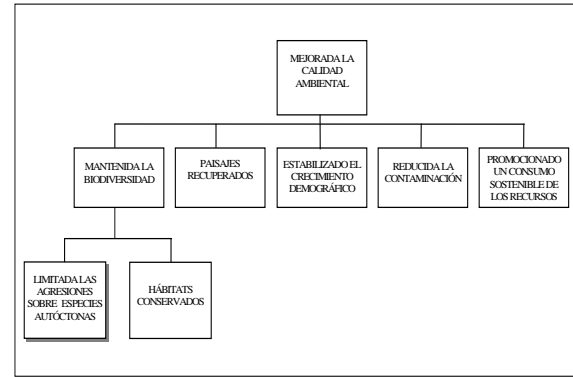 MEJORADA LA
CALIDAD
AMBIENTAL
MANTENIDA LA
BIODIVERSIDAD
PAISAJES
RECUPERADOS
ESTABILIZADO EL
CRECIMIENTO
DEMOGRÁFICO
REDUCIDA LA
CONTAMINACIÓN
PROMOCIONADO
UN CONSUMO
SOSTENIBLE DE
LOS RECURSOS
LIMITADA LAS
AGRESIONES
SOBRE ESPECIES
AUTÓCTONAS
HÁBITATS
CONSERVADOS